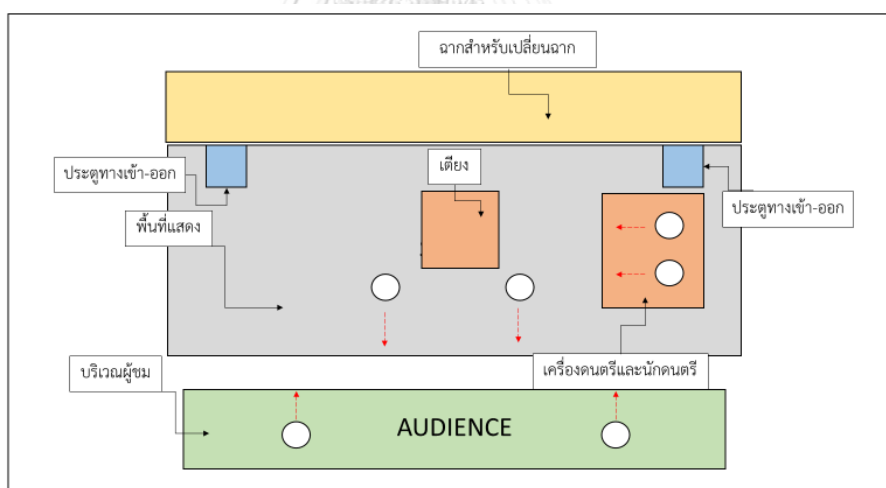 ฉากสำหรับเปลี่ยนฉาก
ประตูทางเข้า-ออก
เตียง
ประตูทางเข้า-ออก
พื้นที่แสดง
บริเวณผู้ชม
เครื่องดนตรีและนักดนตรี
AUDIENCE